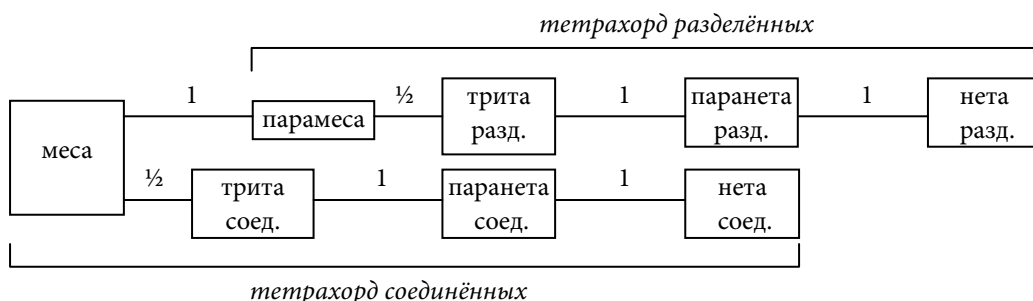 тетрахорд разделённых
1
½
1
1
меса
парамеса
трита
разд.
паранета
разд.
нета
разд.
½
1
1
трита
соед.
паранета
соед.
нета
соед.
тетрахорд соединённых